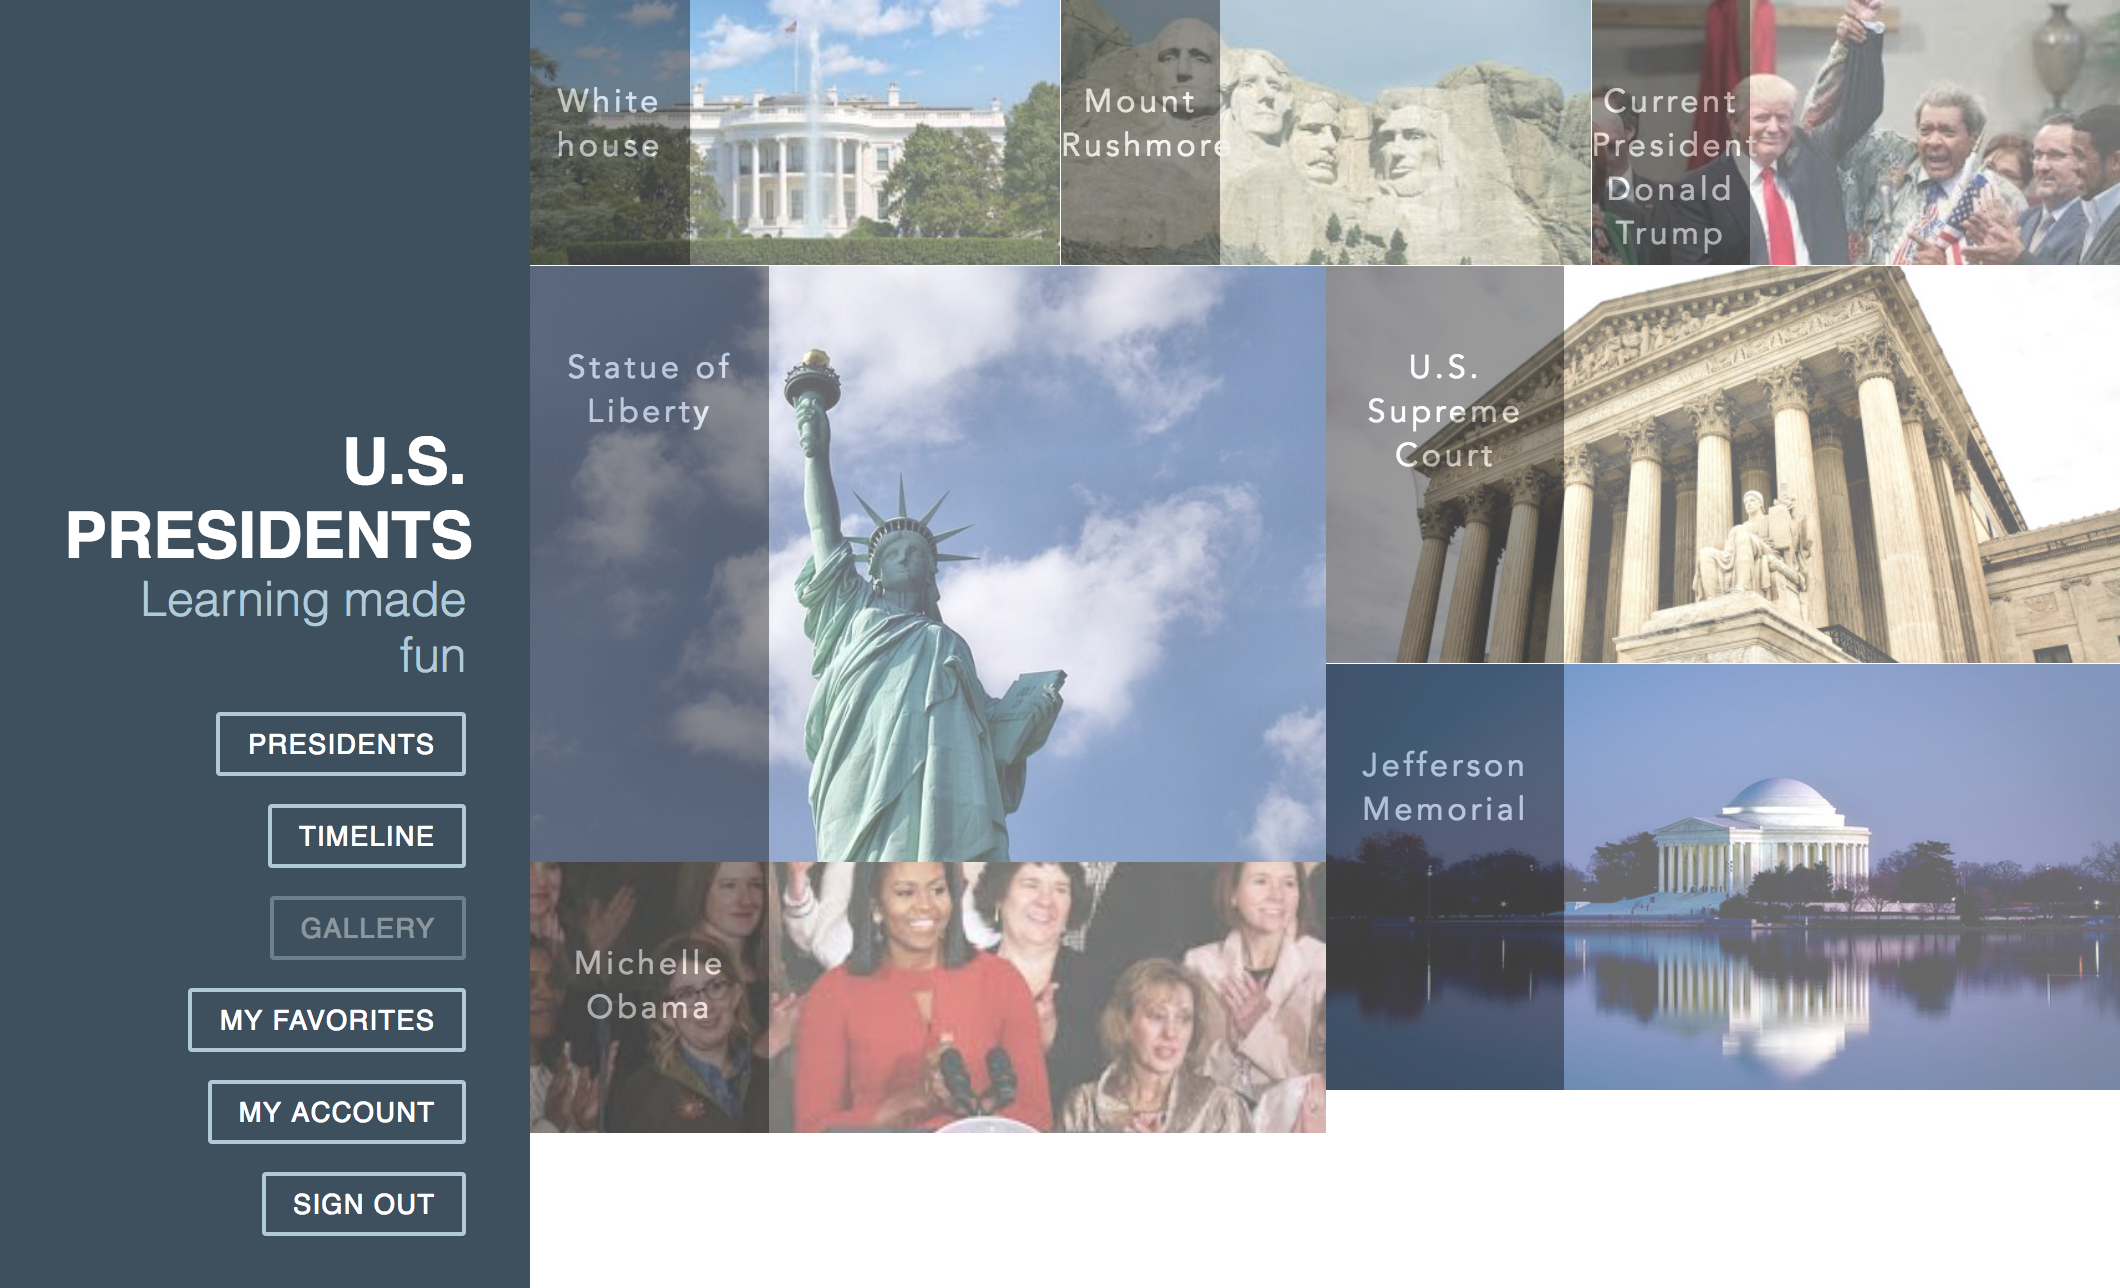 U.S.
PRESIDENTS
Learning made
fun
PRESIDENTS
TIMELINE
GALLERY
MY FAVORITES
MY ACCOUNT
SIGN OUT
White
house
Mount
Rushmore
Current
President
Donald
Trump
Statue of
Liberty
U.S.
Supreme
Court
Jefferson
Memorial
Michelle
Obama